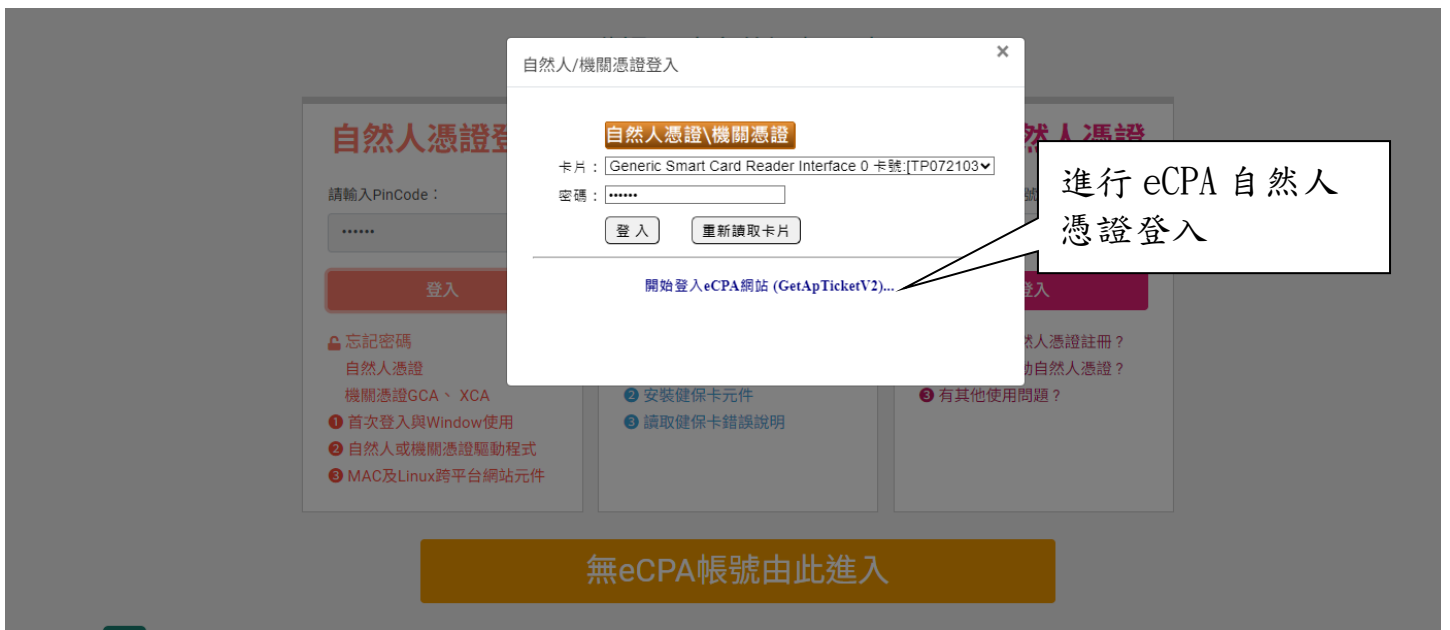 自然人/機關憑證登入
×
自然人憑證\機關憑證
卡片：
Generic Smart Card Reader Interface 0 卡號:[TP072103
密碼：
••••••
登 入
重新讀取卡片
開始登入eCPA網站 (GetApTicketV2)...
進行 eCPA 自然人
憑證登入
自然人憑證
請輸入PinCode：
••••••
登入
忘記密碼
自然人憑證
機關憑證GCA、 XCA
❶ 首次登入與Window使用
❷ 自然人或機關憑證驅動程式
❸ MAC及Linux跨平台網站元件
❷ 安裝健保卡元件
❸ 讀取健保卡錯誤說明
然人憑證
登入
然人憑證註冊？
動自然人憑證？
❸ 有其他使用問題？
無eCPA帳號由此進入